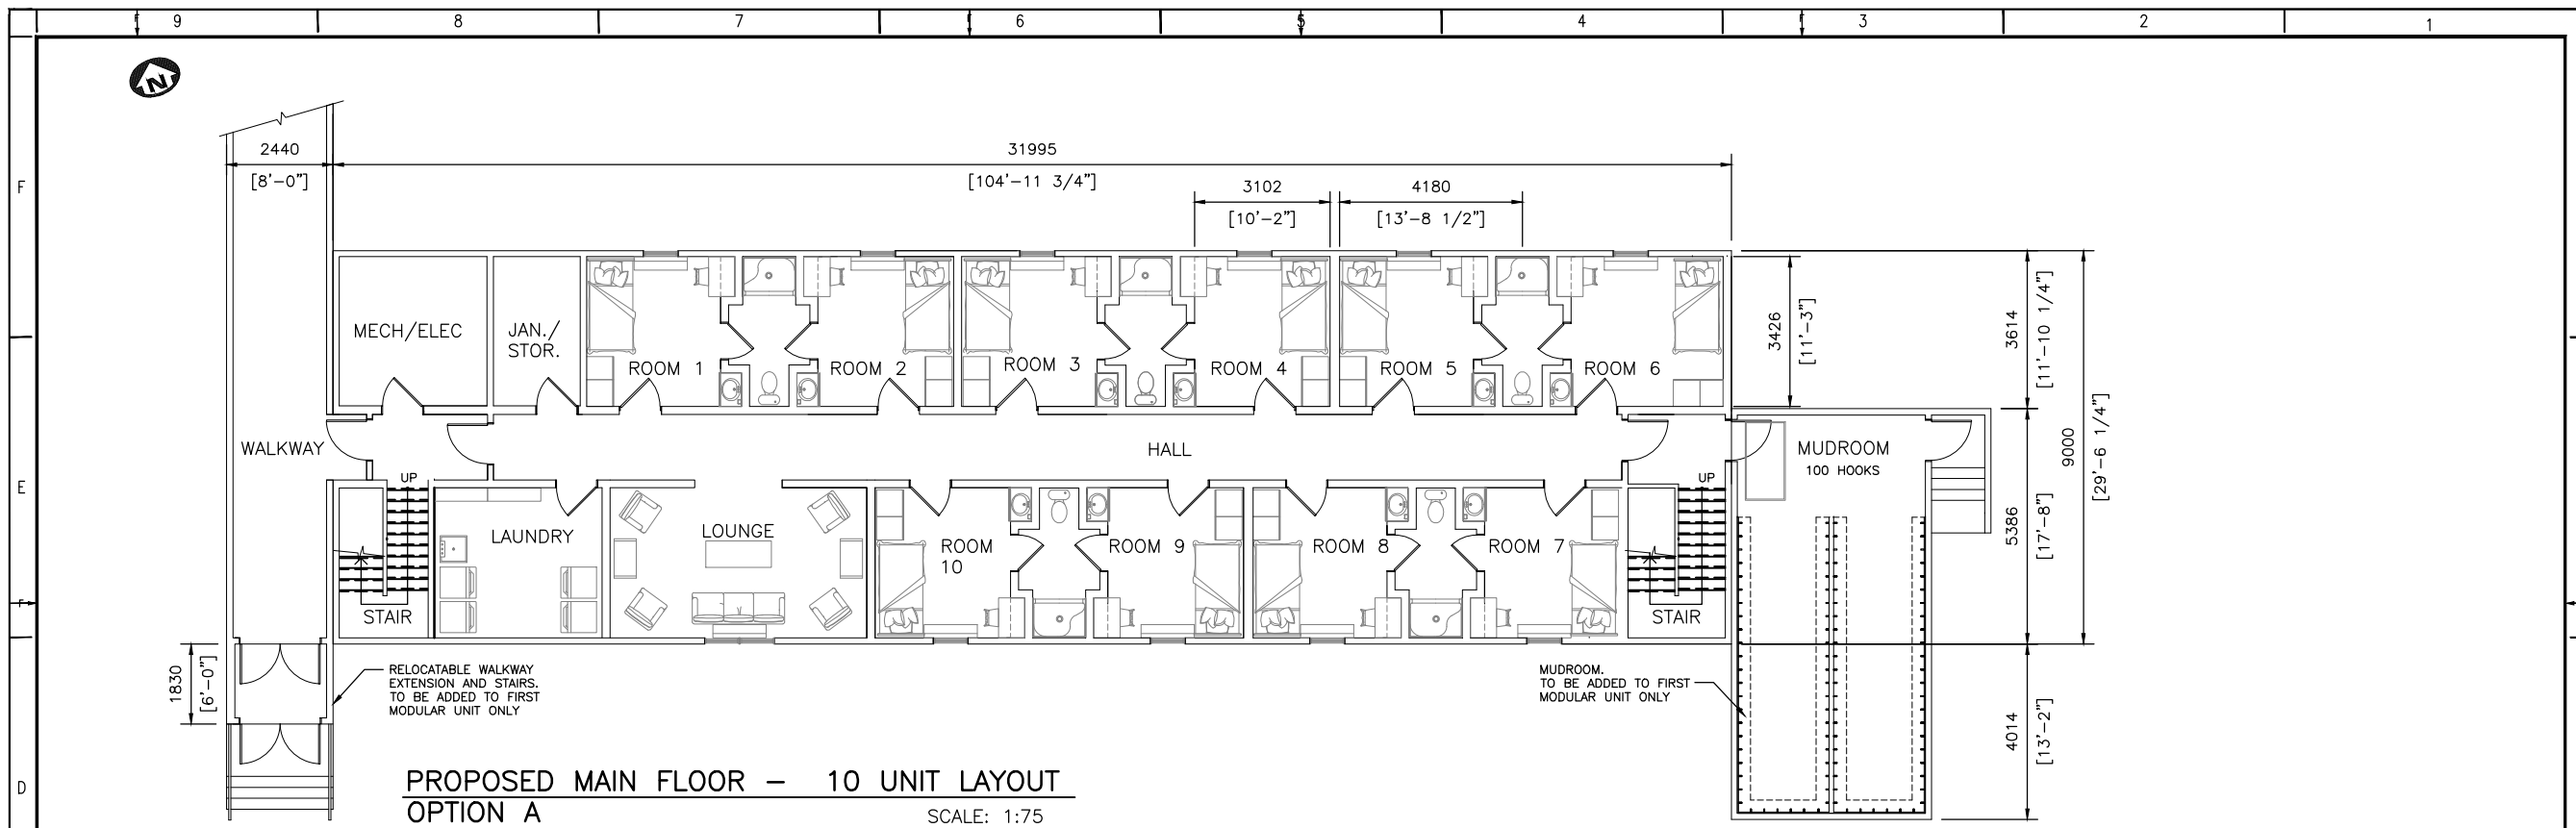 9 8 7 6 5 4 3 2 1
N
2440
[8'-0"]
31995
[104'-11 3/4"]
3102
[10'-2"]
4180
[13'-8 1/2"]
F
MECH/ELEC
JAN./
STOR.
ROOM 1
ROOM 2
ROOM 3
ROOM 4
ROOM 5
ROOM 6
3426
[11'-3"]
3614
[11'-10 1/4"]
9000
[29'-6 1/4"]
WALKWAY
HALL
MUDROOM
100 HOOKS
E
UP
UP
LAUNDRY
LOUNGE
ROOM
10
ROOM 9
ROOM 8
ROOM 7
5386
[17'-8"]
STAIR
STAIR
1830
[6'-0"]
RELOCATABLE WALKWAY
EXTENSION AND STAIRS.
TO BE ADDED TO FIRST
MODULAR UNIT ONLY
MUDROOM.
TO BE ADDED TO FIRST
MODULAR UNIT ONLY
4014
[13'-2"]
D
PROPOSED MAIN FLOOR – 10 UNIT LAYOUT
OPTION A
SCALE: 1:75